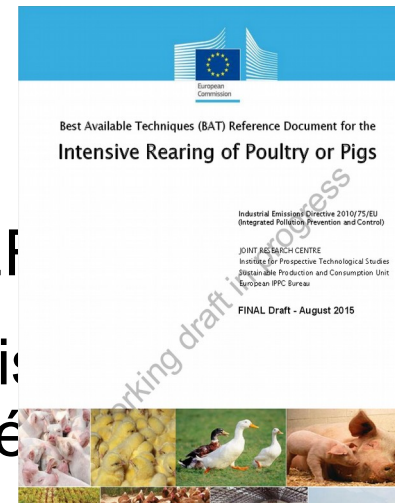 European
Commission
Best Available Techniques (BAT) Reference Document for the
Intensive Rearing of Poultry or Pigs
Industrial Emissions Directive 2010/75/EU
(Integrated Pollution Prevention and Control)
JOINT RESEARCH CENTRE
Institute for Prospective Technological Studies
Sustainable Production and Consumption Unit
European IPPC Bureau
FINAL Draft - August 2015
draft in progress